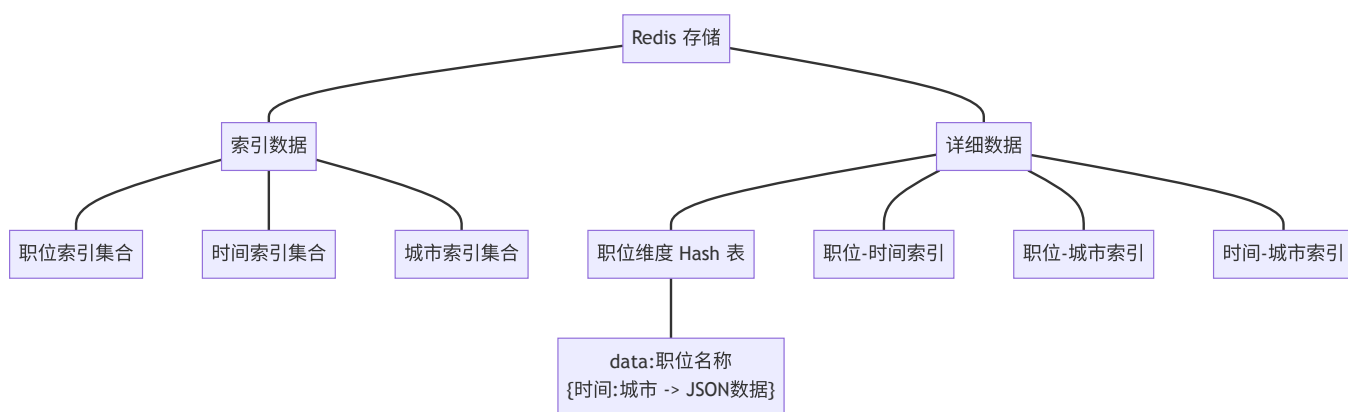 Redis 存储
索引数据
详细数据
职位索引集合
时间索引集合
城市索引集合
职位维度 Hash 表
职位-时间索引
职位-城市索引
时间-城市索引
data:职位名称
{时间:城市 -> JSON数据}